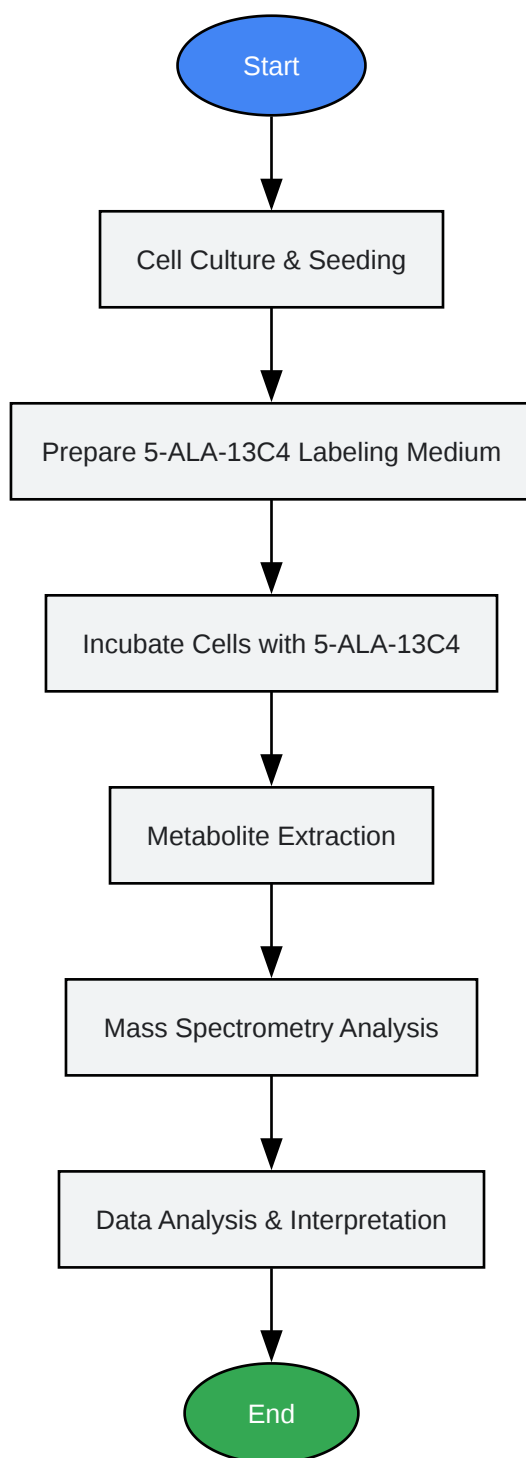 Start
Cell Culture & Seeding
Prepare 5-ALA-13C4 Labeling Medium
Incubate Cells with 5-ALA-13C4
Metabolite Extraction
Mass Spectrometry Analysis
Data Analysis & Interpretation
End